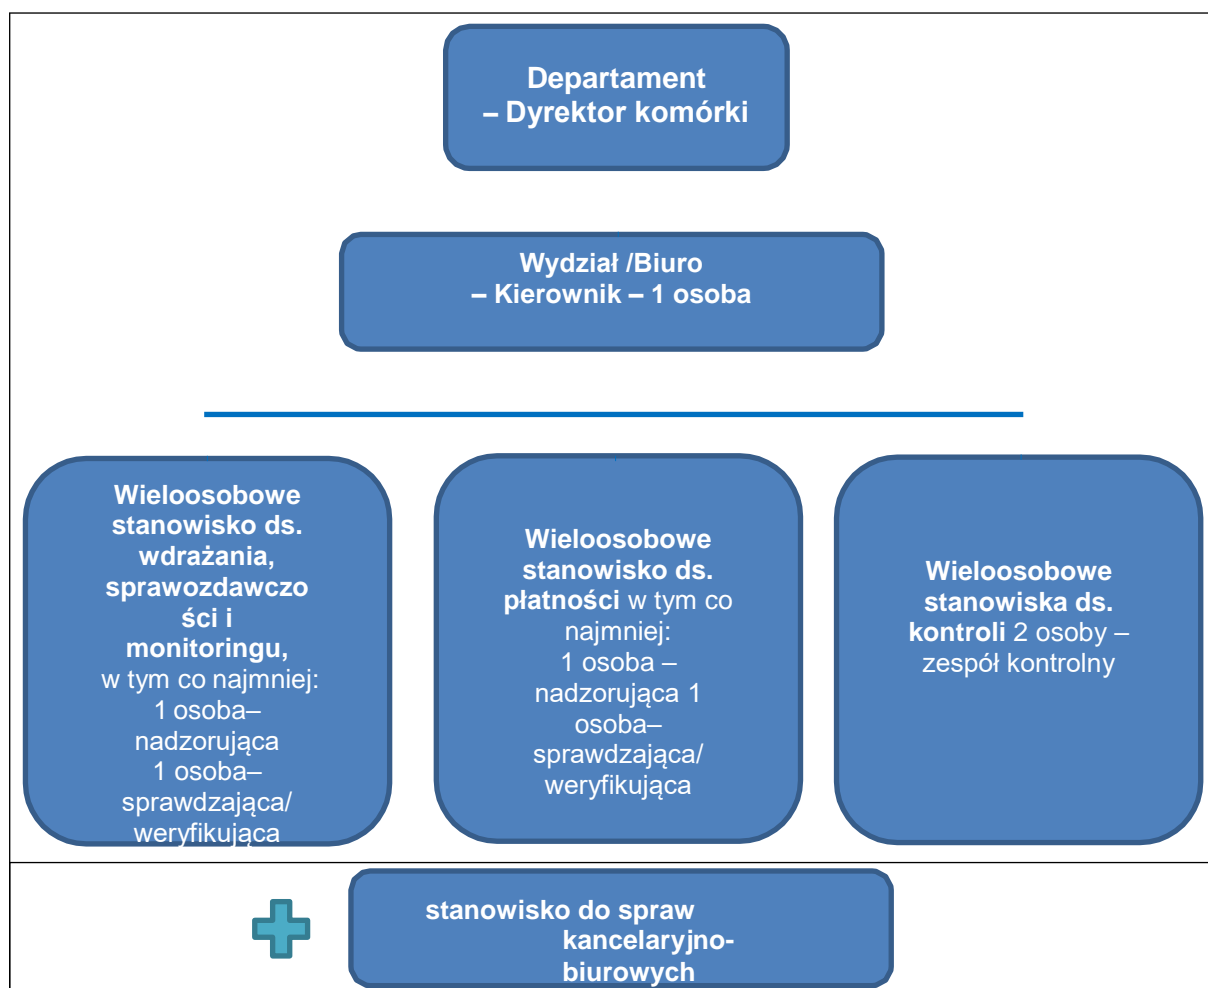 Departament
– Dyrektor komórki
Wydział /Biuro
– Kierownik – 1 osoba
Wieloosobowe
stanowisko ds.
wdrażania,
sprawozdawczo
ści i
monitoringu,
w tym co najmniej:
1 osoba–
nadzorująca
1 osoba–
sprawdzająca/
weryfikująca
Wieloosobowe
stanowisko ds.
płatności w tym co
najmniej:
1 osoba –
nadzorująca 1
osoba–
sprawdzająca/
weryfikująca
Wieloosobowe
stanowiska ds.
kontroli 2 osoby –
zespół kontrolny
stanowisko do spraw
kancelaryjno-
biurowych